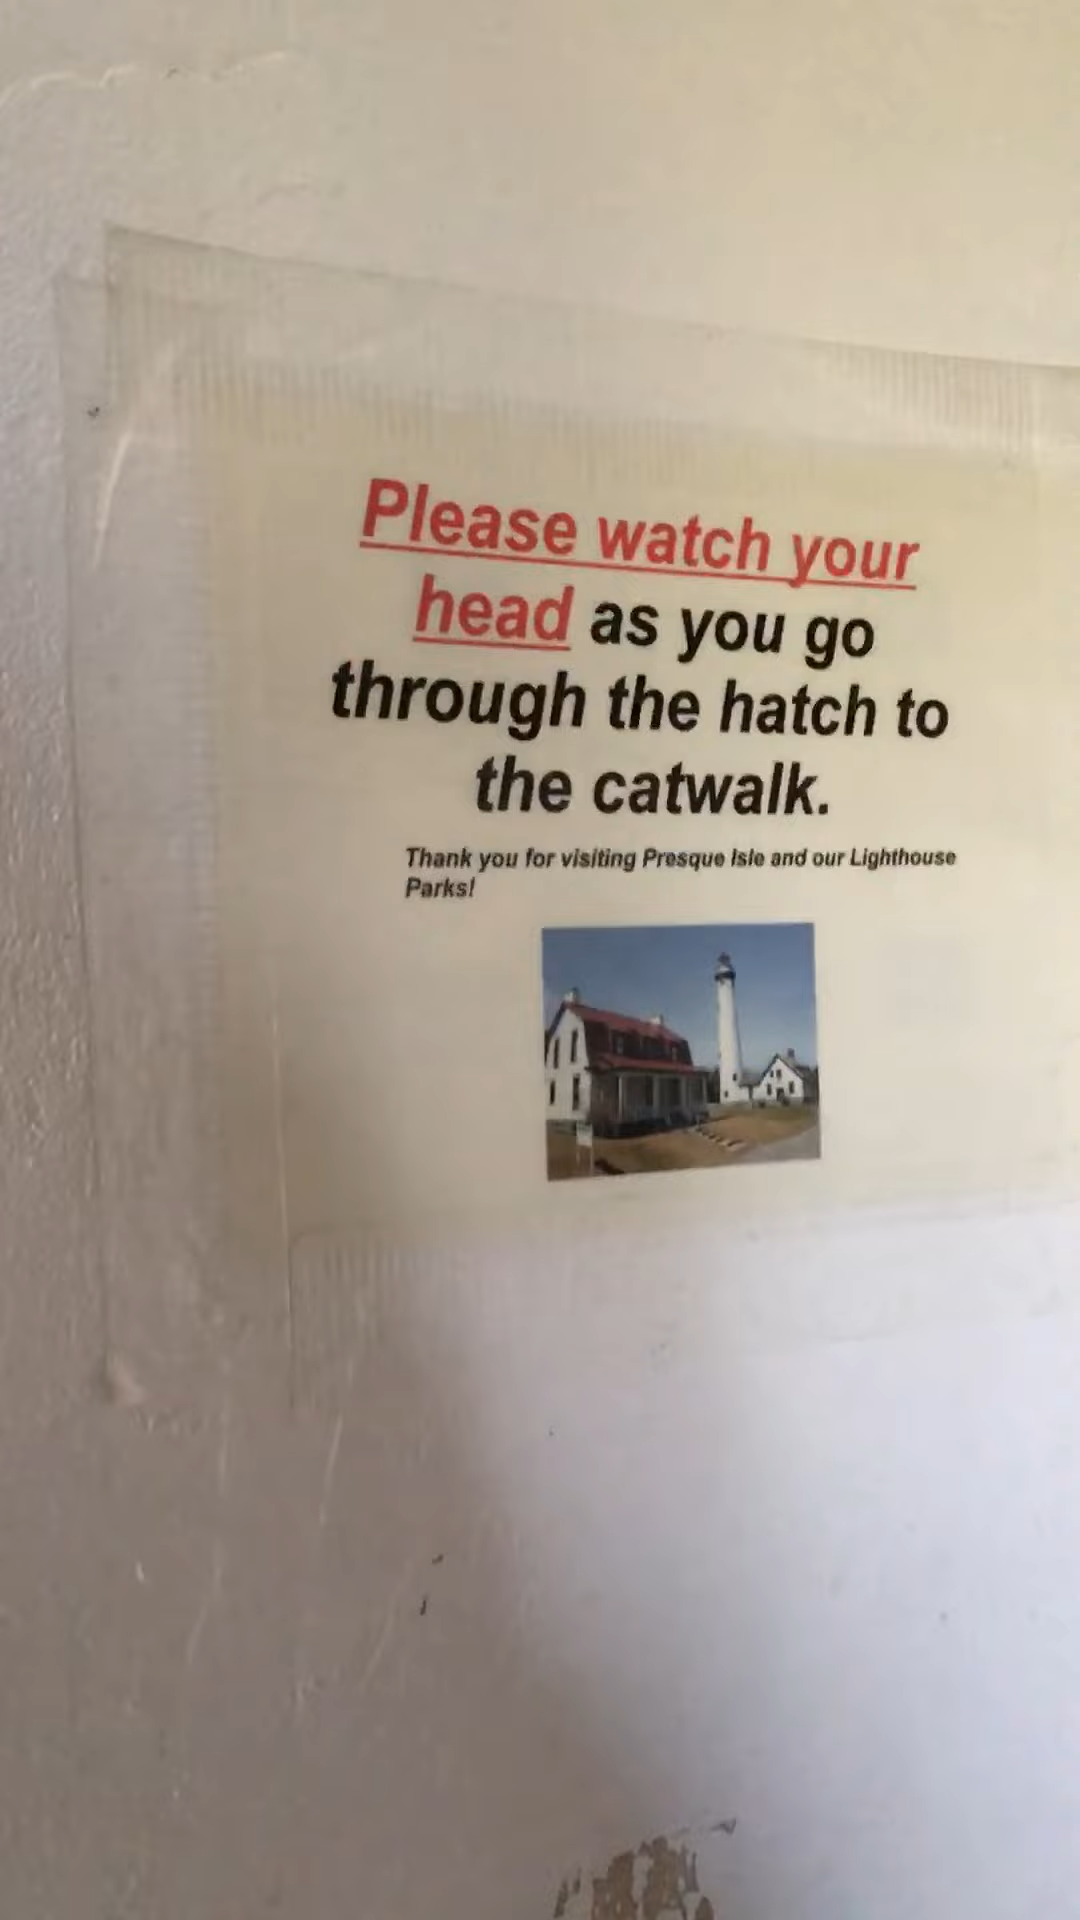 Please watch your
head as you go
through the hatch to
the catwalk.
Thank you for visiting Presque Isle and our Lighthouse
Parks!